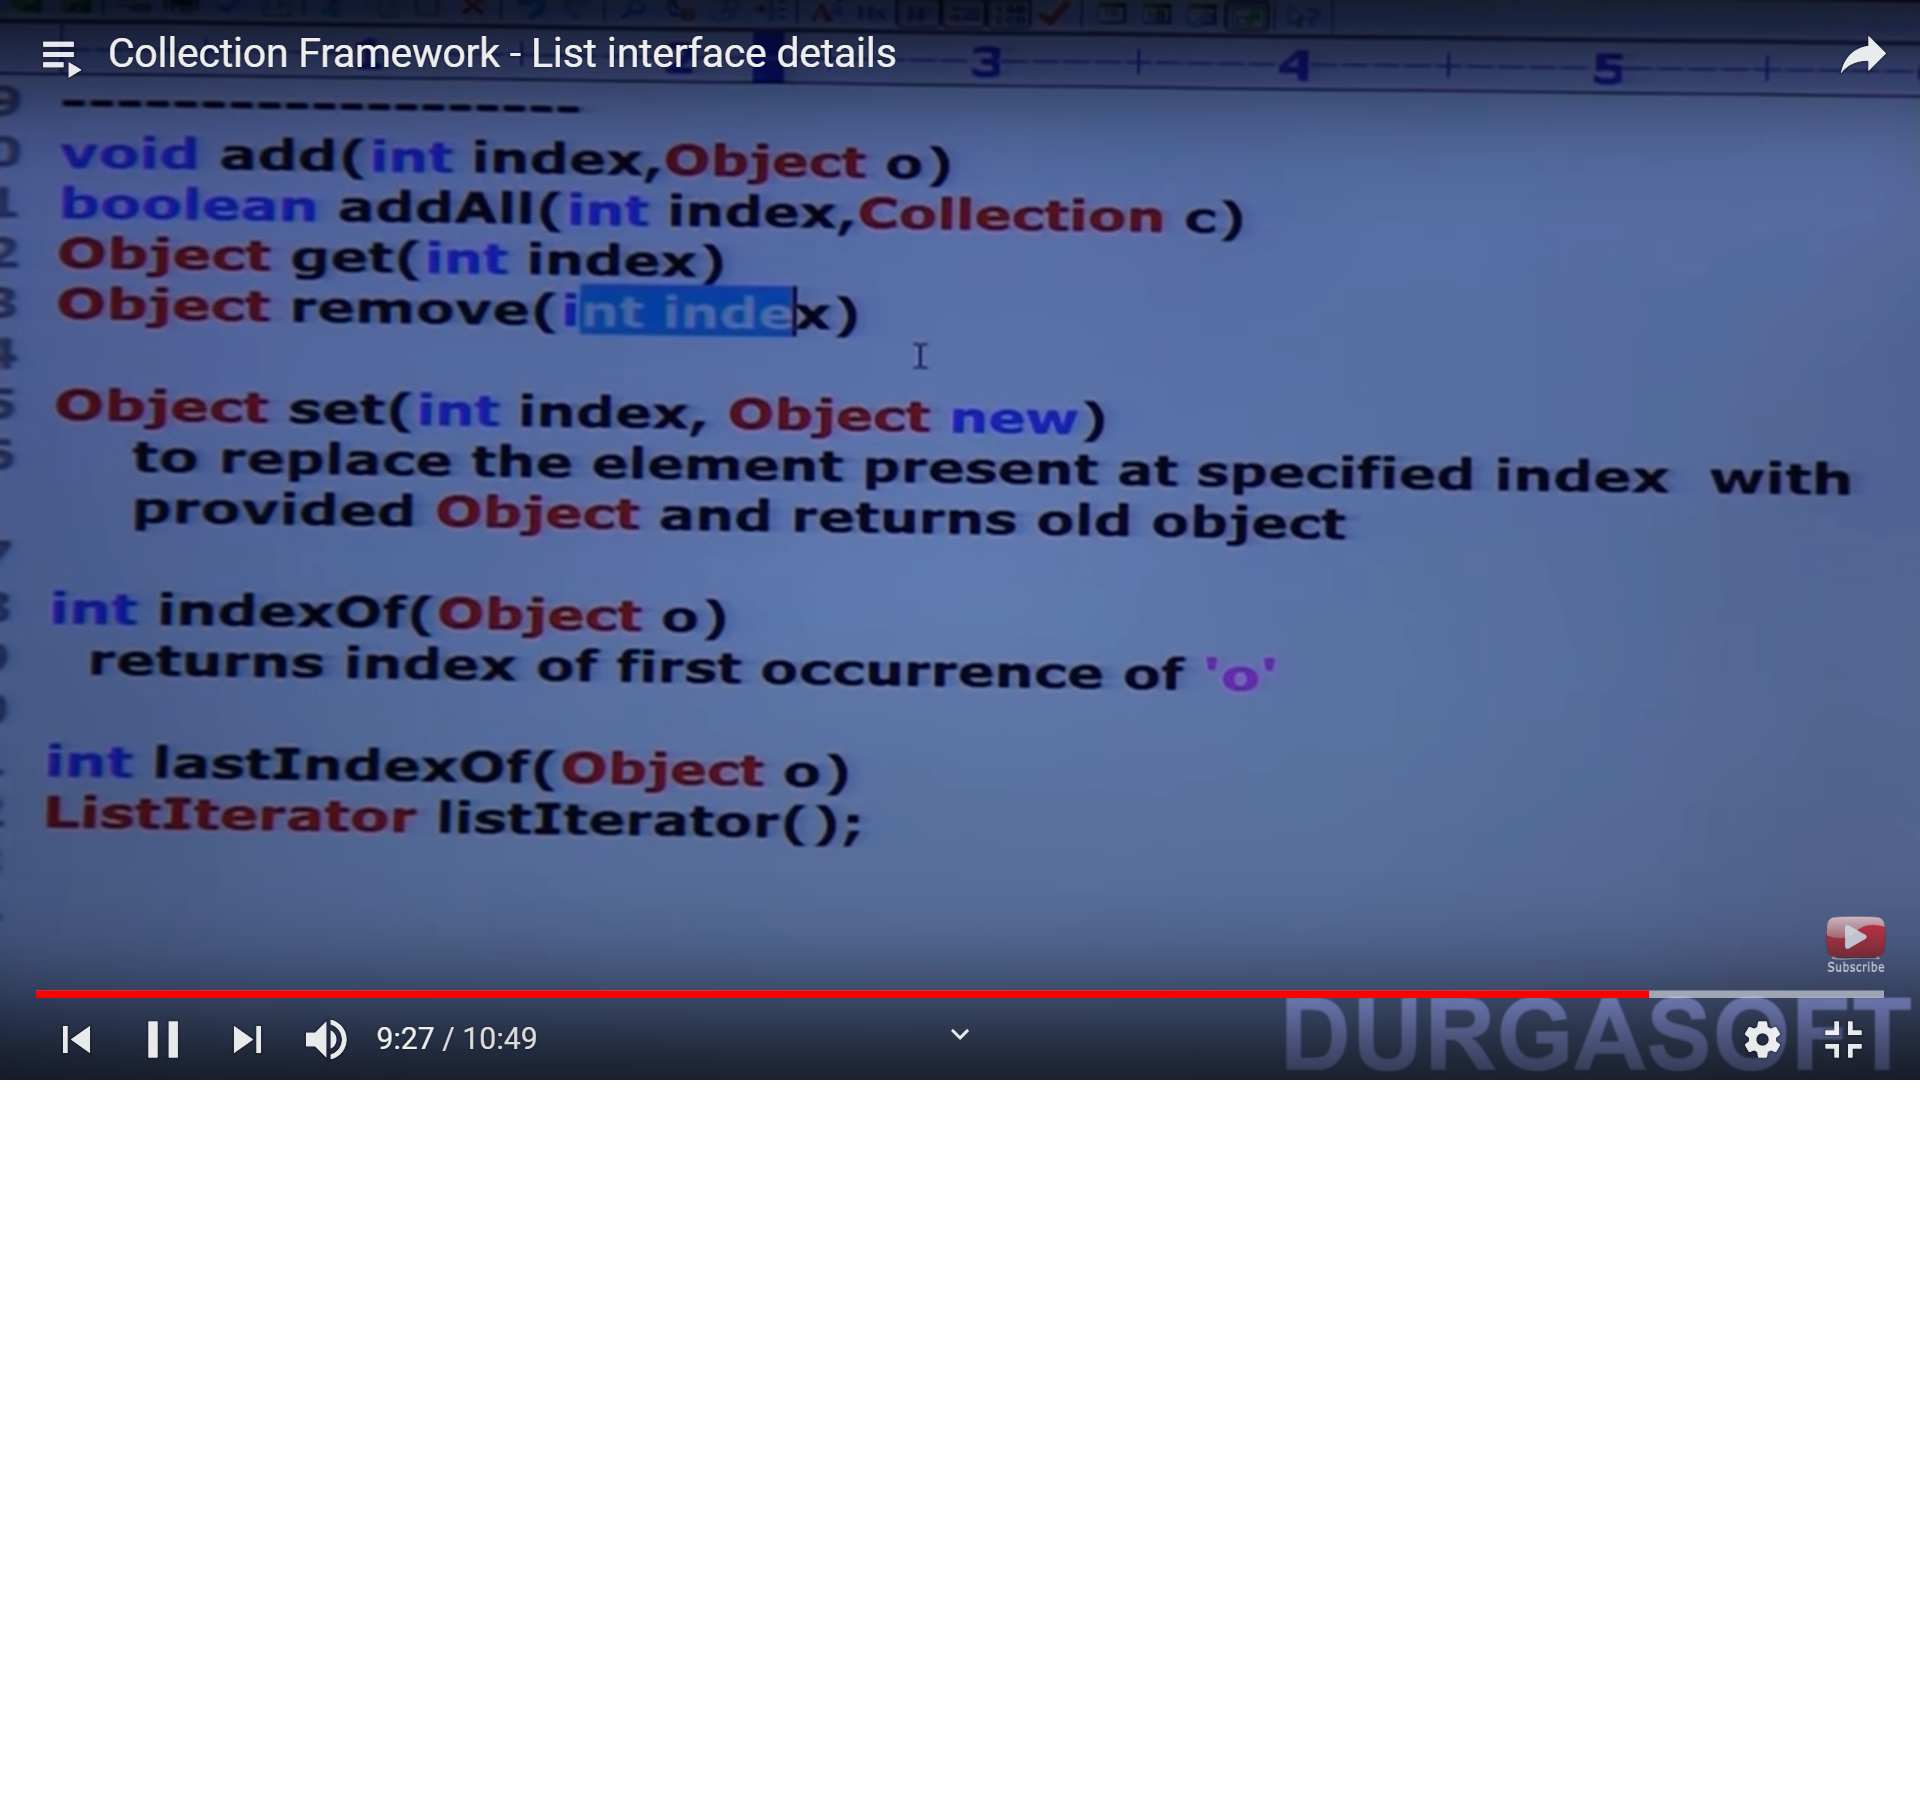 Collection Framework - List interface details
3 4 5
-------------------
void add(int index,Object o)
boolean addAll(int index,Collection c)
Object get(int index)
Object remove(int index)
Object set(int index, Object new)
to replace the element present at specified index with
provided Object and returns old object
int indexOf(Object o)
returns index of first occurrence of 'o'
int lastIndexOf(Object o)
ListIterator listIterator();
Subscribe
9:27 / 10:49
DURGASOFT